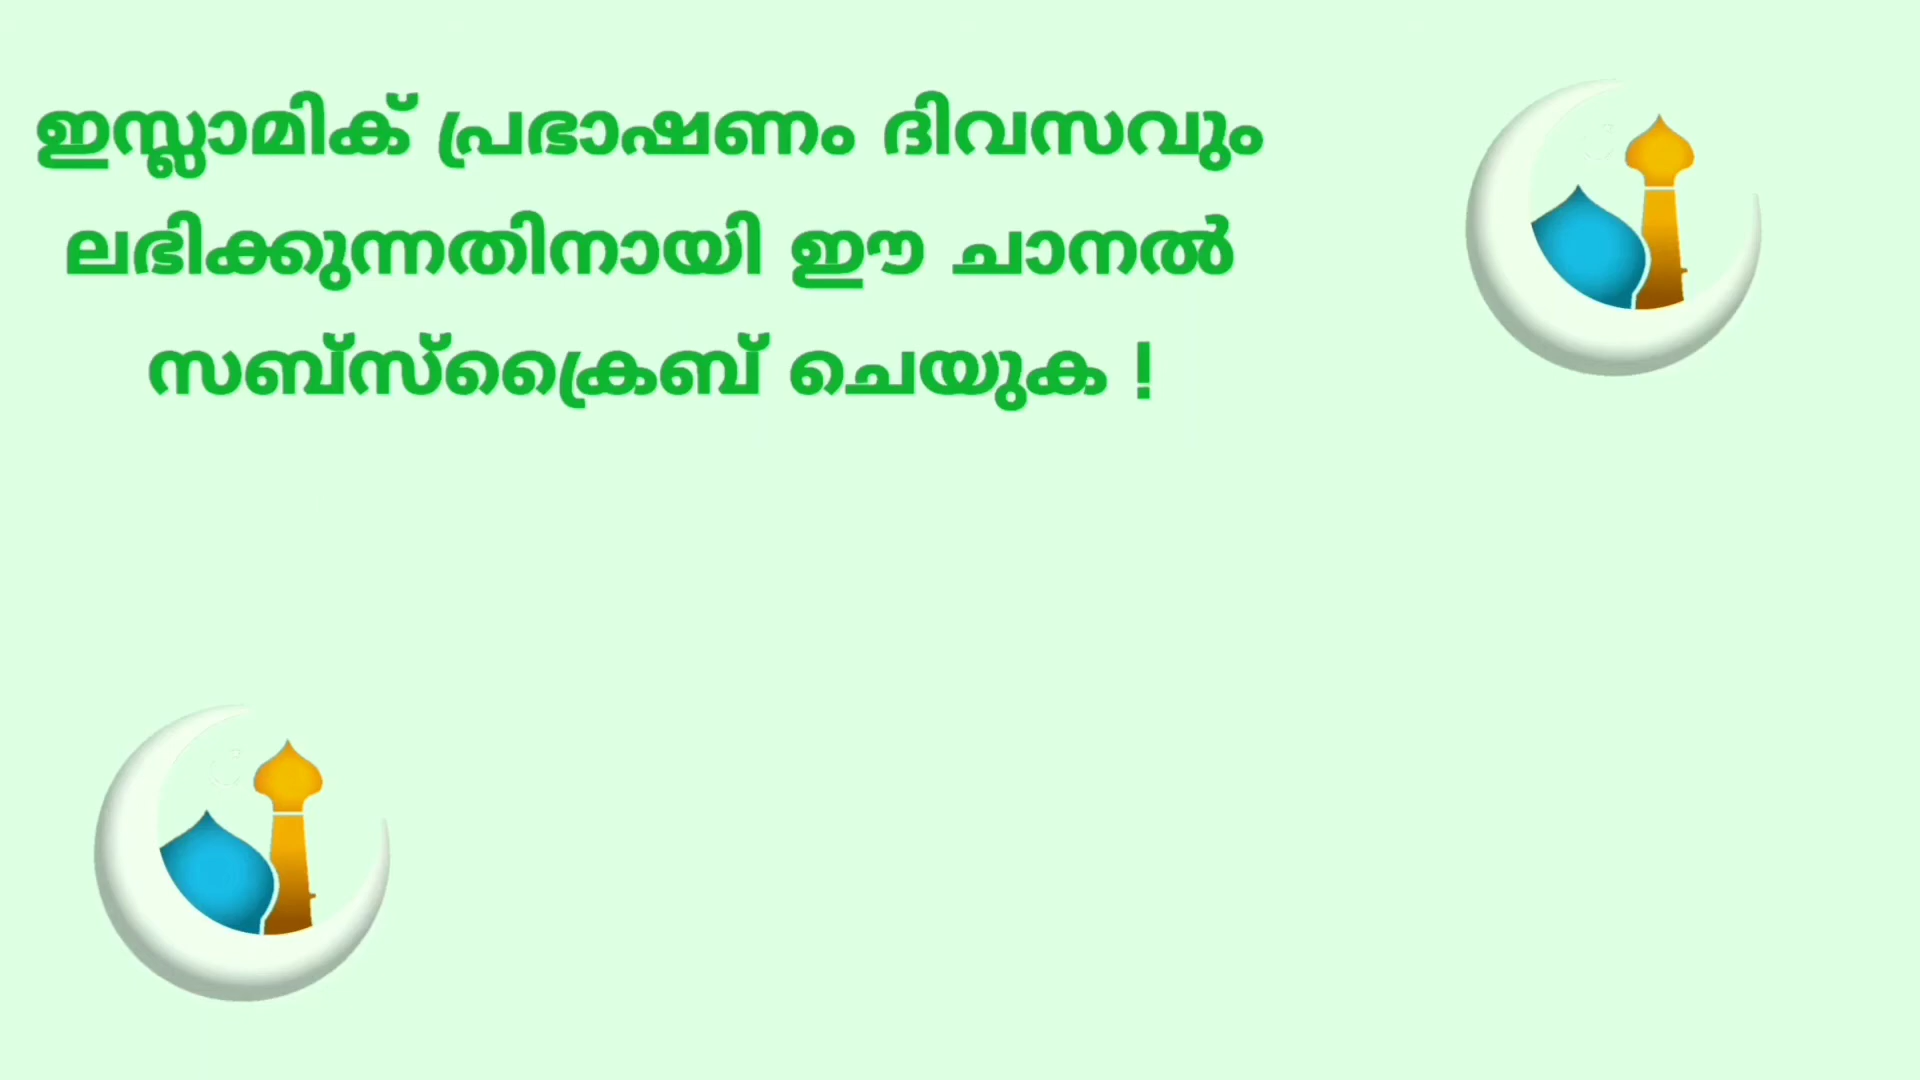 ഇസ്ലാമിക് പ്രഭാഷണം ദിവസവും
ലഭിക്കുന്നതിനായി ഈ ചാനൽ
സബ്സ്ക്രൈബ് ചെയുക !